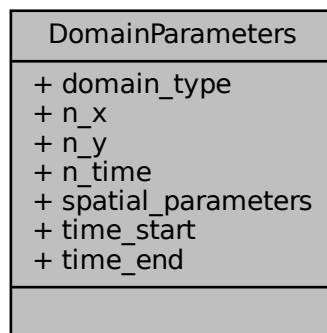 DomainParameters
+ domain_type
+ n_x
+ n_y
+ n_time
+ spatial_parameters
+ time_start
+ time_end